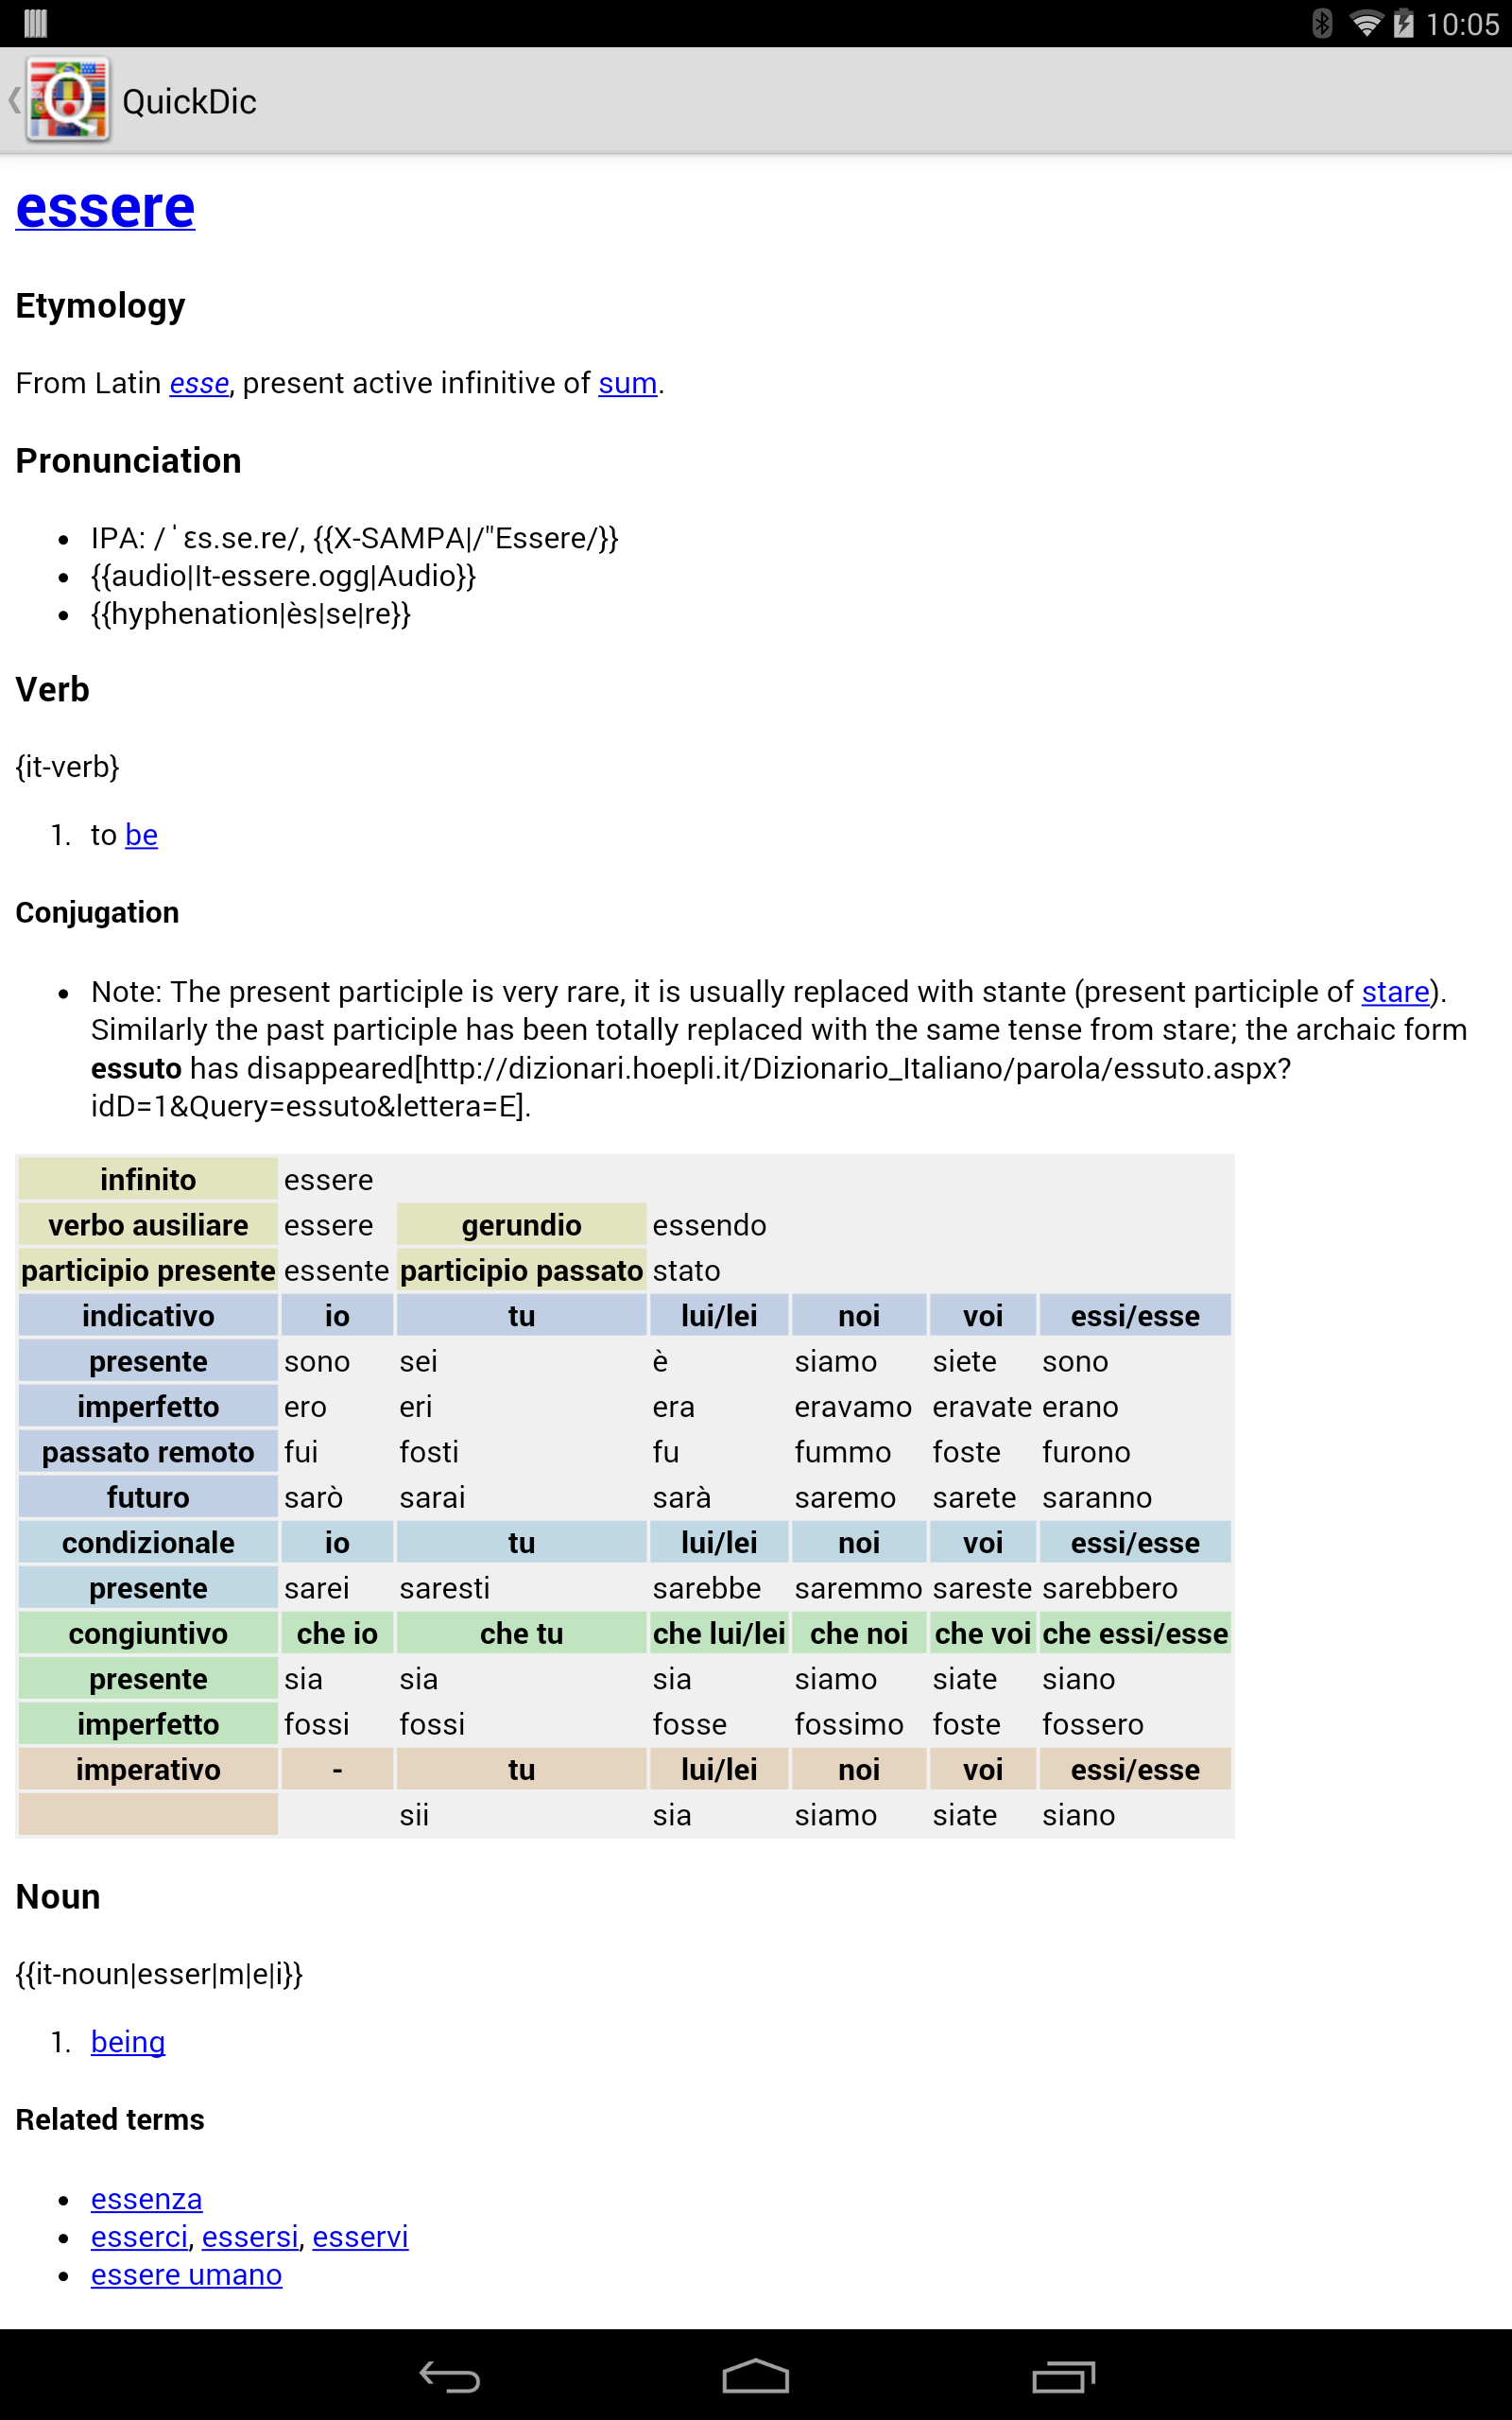 10:05
QuickDic
essere
Etymology
From Latin esse, present active infinitive of sum.
Pronunciation
• IPA: /ˈɛs.se.re/, {{X-SAMPA|/"Essere/}}
• {{audio|It-essere.ogg|Audio}}
• {{hyphenation|ès|se|re}}
Verb
{it-verb}
1. to be
Conjugation
• Note: The present participle is very rare, it is usually replaced with stante (present participle of stare).
Similarly the past participle has been totally replaced with the same tense from stare; the archaic form
essuto has disappeared[http://dizionari.hoepli.it/Dizionario_Italiano/parola/essuto.aspx?
idD=1&Query=essuto&lettera=E].
infinito essere
verbo ausiliare essere gerundio essendo
participio presente essente participio passato stato
indicativo io tu lui/lei noi voi essi/esse
presente sono sei è siamo siete sono
imperfetto ero eri era eravamo eravate erano
passato remoto fui fosti fu fummo foste furono
futuro sarò sarai sarà saremo sarete saranno
condizionale io tu lui/lei noi voi essi/esse
presente sarei saresti sarebbe saremmo sareste sarebbero
congiuntivo che io che tu che lui/lei che noi che voi che essi/esse
presente sia sia sia siamo siate siano
imperfetto fossi fossi fosse fossimo foste fossero
imperativo - tu lui/lei noi voi essi/esse
sii sia siamo siate siano
Noun
{{it-noun|esser|m|e|i}}
1. being
Related terms
• essenza
• esserci, essersi, esservi
• essere umano